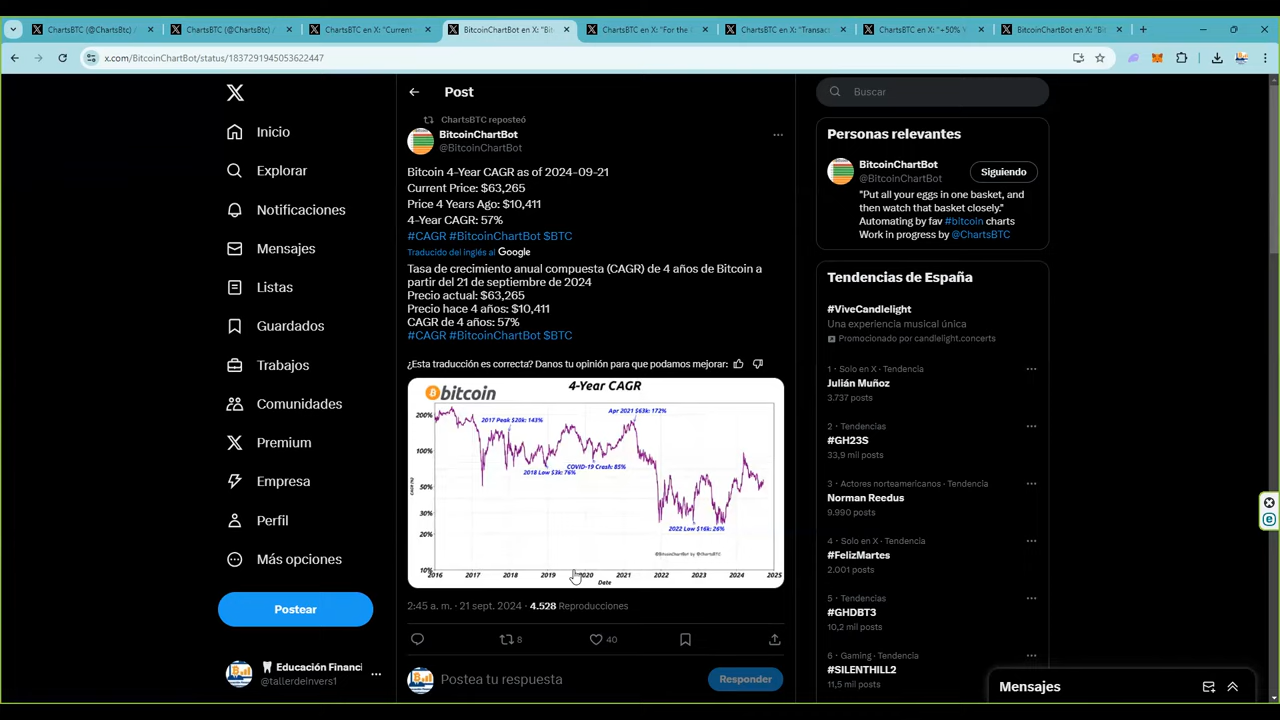 ChartsBTC (@ChartsBtc) /
ChartsBTC (@ChartsBtc) /
ChartsBTC en X: "Current
BitcoinChartBot en X: "Bit
ChartsBTC en X: "For the
ChartsBTC en X: "Transac
ChartsBTC en X: "+50% Y
BitcoinChartBot en X: "Bi
x.com/BitcoinChartBot/status/1837291945053622447
Inicio
Explorar
Notificaciones
Mensajes
Listas
Guardados
Trabajos
Comunidades
Premium
Empresa
Perfil
Más opciones
Postear
Educación Financi
@tallerdeinvers1
Post
ChartsBTC reposteó
BitcoinChartBot
@BitcoinChartBot
Bitcoin 4-Year CAGR as of 2024-09-21
Current Price: $63,265
Price 4 Years Ago: $10,411
4-Year CAGR: 57%
#CAGR #BitcoinChartBot $BTC
Traducido del inglés al Google
Tasa de crecimiento anual compuesta (CAGR) de 4 años de Bitcoin a
partir del 21 de septiembre de 2024
Precio actual: $63,265
Precio hace 4 años: $10,411
CAGR de 4 años: 57%
#CAGR #BitcoinChartBot $BTC
¿Esta traducción es correcta? Danos tu opinión para que podamos mejorar:
bitcoin
4-Year CAGR
200%
100%
50%
30%
20%
10%
CAGR (%)
2017 Peak $20k: 143%
Apr 2021 $63k: 172%
2018 Low $3k: 76%
COVID-19 Crash: 85%
2022 Low $16k: 26%
@BitcoinChartBot by @ChartsBTC
2016 2017 2018 2019 2020 2021 2022 2023 2024 2025
Date
2:45 a. m. · 21 sept. 2024 · 4.528 Reproducciones
8
40
Postea tu respuesta
Responder
Buscar
Personas relevantes
BitcoinChartBot
@BitcoinChartBot
Siguiendo
"Put all your eggs in one basket, and
then watch that basket closely."
Automating by fav #bitcoin charts
Work in progress by @ChartsBTC
Tendencias de España
#ViveCandlelight
Una experiencia musical única
Promocionado por candlelight.concerts
1 · Solo en X · Tendencia
Julián Muñoz
3.737 posts
2 · Tendencias
#GH23S
33,9 mil posts
3 · Actores norteamericanos · Tendencia
Norman Reedus
9.990 posts
4 · Solo en X · Tendencia
#FelizMartes
2.001 posts
5 · Tendencias
#GHDBT3
10,2 mil posts
6 · Gaming · Tendencia
#SILENTHILL2
11,5 mil posts
Mensajes